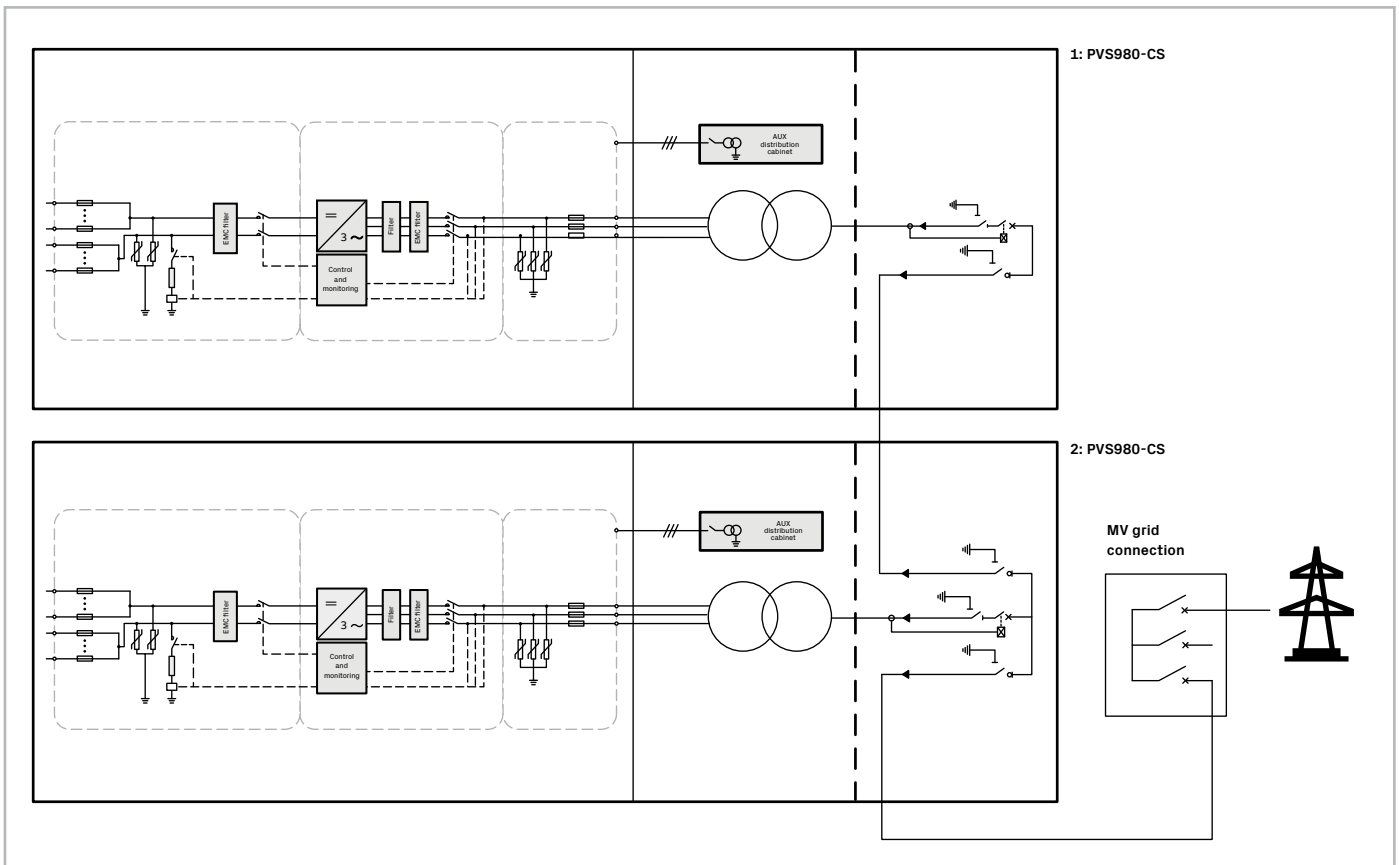 1: PVS980-CS
AUX
distribution
cabinet
EMC filter
3
Filter
EMC filter
Control
and
monitoring
2: PVS980-CS
AUX
distribution
cabinet
EMC filter
3
Filter
EMC filter
Control
and
monitoring
MV grid
connection